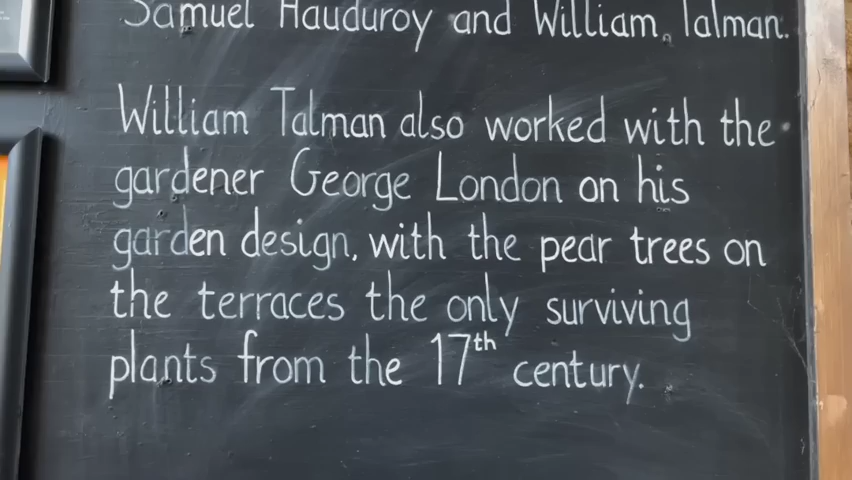 Samuel Hauduroy and William Talman.
William Talman also worked with the
gardener George London on his
garden design, with the pear trees on
the terraces the only surviving
plants from the 17th century.